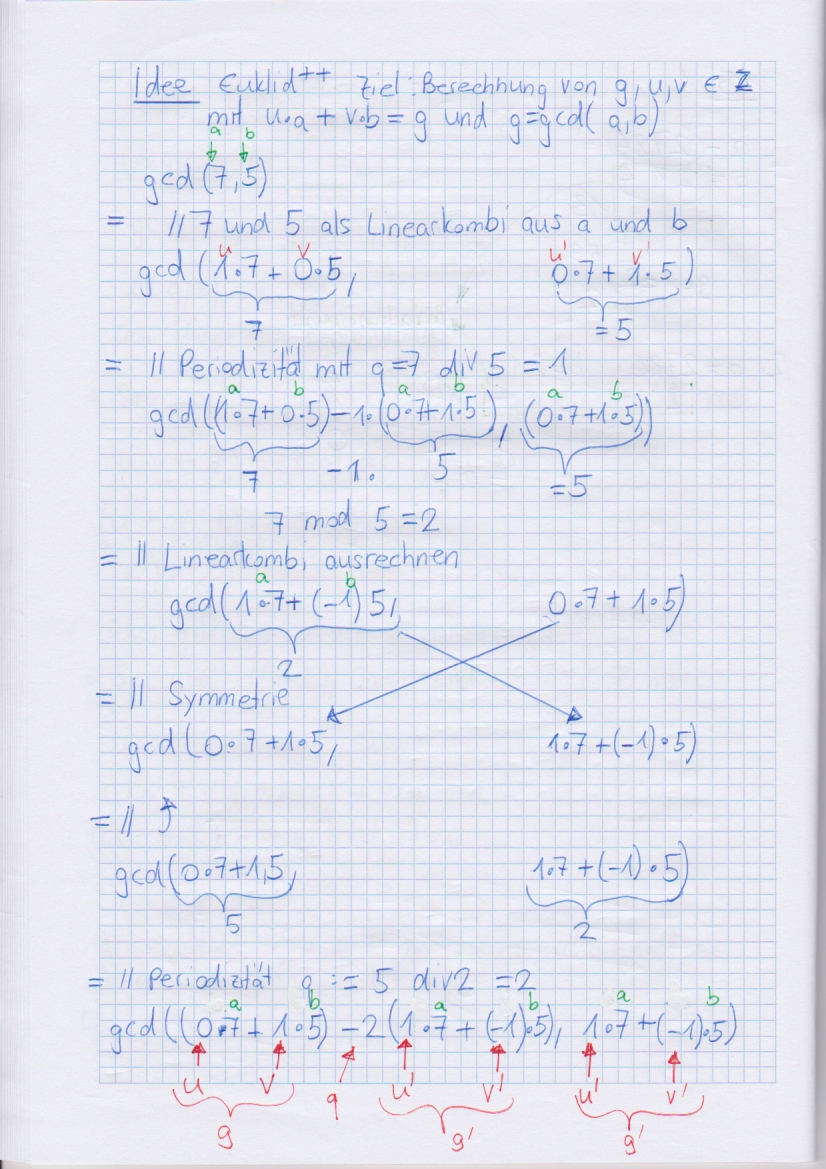 Idee Euklid++ Ziel: Berechnung von g, u, v ∈ Z
mit u·a + v·b = g und g=gcd( a,b)
a b
gcd (7,5)
= // 7 und 5 als Linearkombi aus a und b
u v u' v'
gcd (1·7 + 0·5, 0·7 + 1·5)
7 = 5
= // Periodizität mit q=7 div 5 = 1
a b a b a b
gcd((1·7+0·5)-1·(0·7+1·5), (0·7+1·5))
7 -1· 5 =5
7 mod 5 =2
= // Linearkombi ausrechnen
a b
gcd(1·7+(-1) 5, 0·7 + 1·5)
2
= // Symmetrie
gcd(0·7+1·5, 1·7+(-1)·5)
= //
gcd(0·7+1,5, 1·7+(-1)·5)
5 2
= // Periodizität q := 5 div 2 =2
a b a b a b
gcd((0·7+1·5) -2(1·7+(-1)·5), 1·7+(-1)·5)
u v q u' v' u' v'
g g' g'